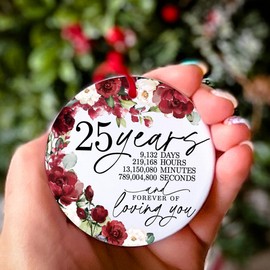 25 years
9,132 DAYS
219,168 HOURS
13,150,080 MINUTES
789,004,800 SECONDS
and
FOREVER OF
loving you